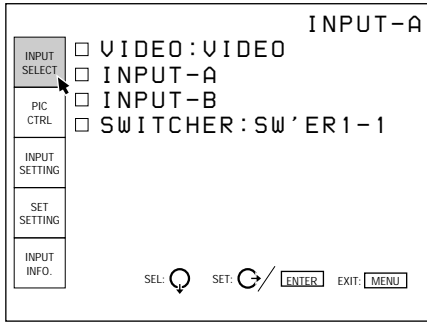 INPUT-A
INPUT
SELECT
PIC
CTRL
INPUT
SETTING
SET
SETTING
INPUT
INFO.
VIDEO:VIDEO
INPUT-A
INPUT-B
SWITCHER:SW'ER1-1
SEL: SET: / ENTER EXIT: MENU